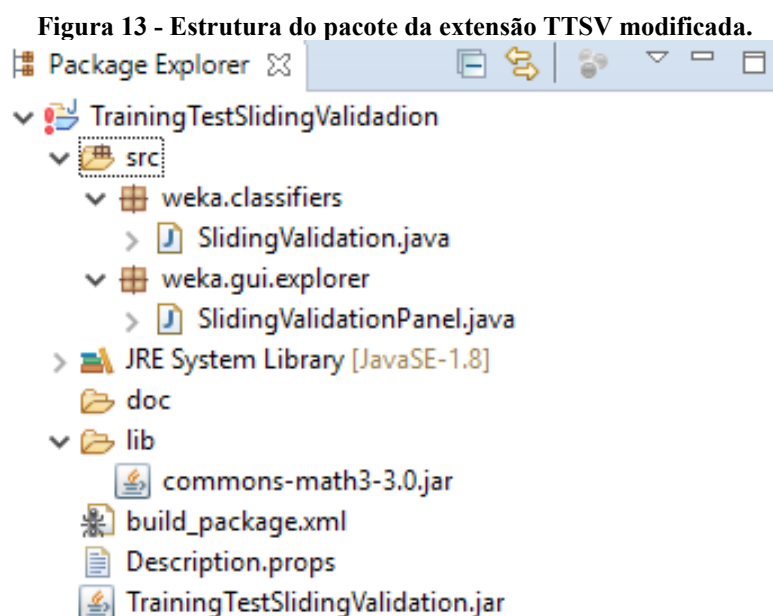 Figura 13 - Estrutura do pacote da extensão TTSV modificada.
Package Explorer
TrainingTestSlidingValidadion
src
weka.classifiers
SlidingValidation.java
weka.gui.explorer
SlidingValidationPanel.java
JRE System Library [JavaSE-1.8]
doc
lib
commons-math3-3.0.jar
build_package.xml
Description.props
TrainingTestSlidingValidation.jar